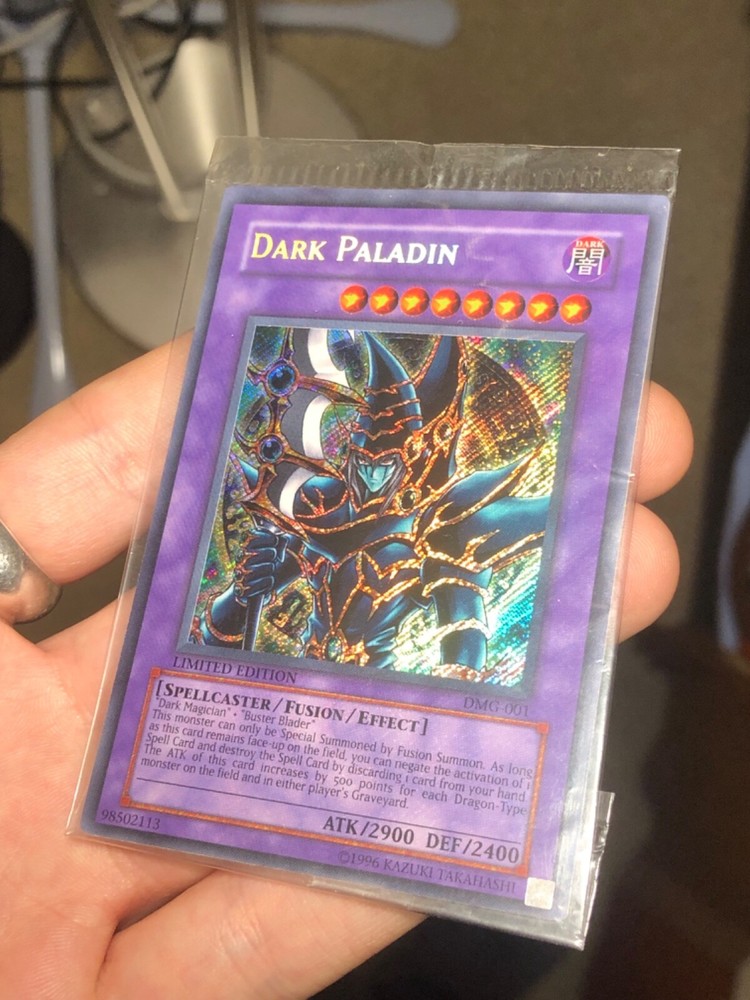 DARK PALADIN
DARK
闇
LIMITED EDITION
DMG-001
[SPELLCASTER/FUSION/EFFECT]
"Dark Magician" • "Buster Blader"
This monster can only be Special Summoned by Fusion Summon. As long
as this card remains face-up on the field, you can negate the activation of 1
Spell Card and destroy the Spell Card by discarding 1 card from your hand.
The ATK of this card increases by 500 points for each Dragon-Type
monster on the field and in either player's Graveyard.
ATK/2900 DEF/2400
98502113
©1996 KAZUKI TAKAHASHI